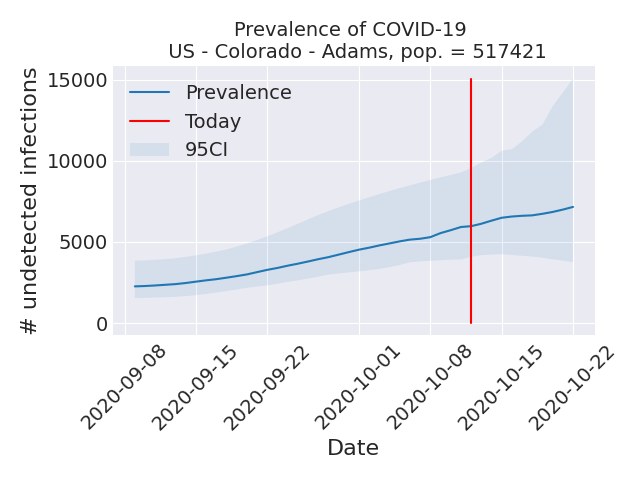 Prevalence of COVID-19
US - Colorado - Adams, pop. = 517421
# undetected infections
15000
10000
5000
0
Prevalence
Today
95CI
2020-09-08
2020-09-15
2020-09-22
2020-10-01
2020-10-08
2020-10-15
2020-10-22
Date